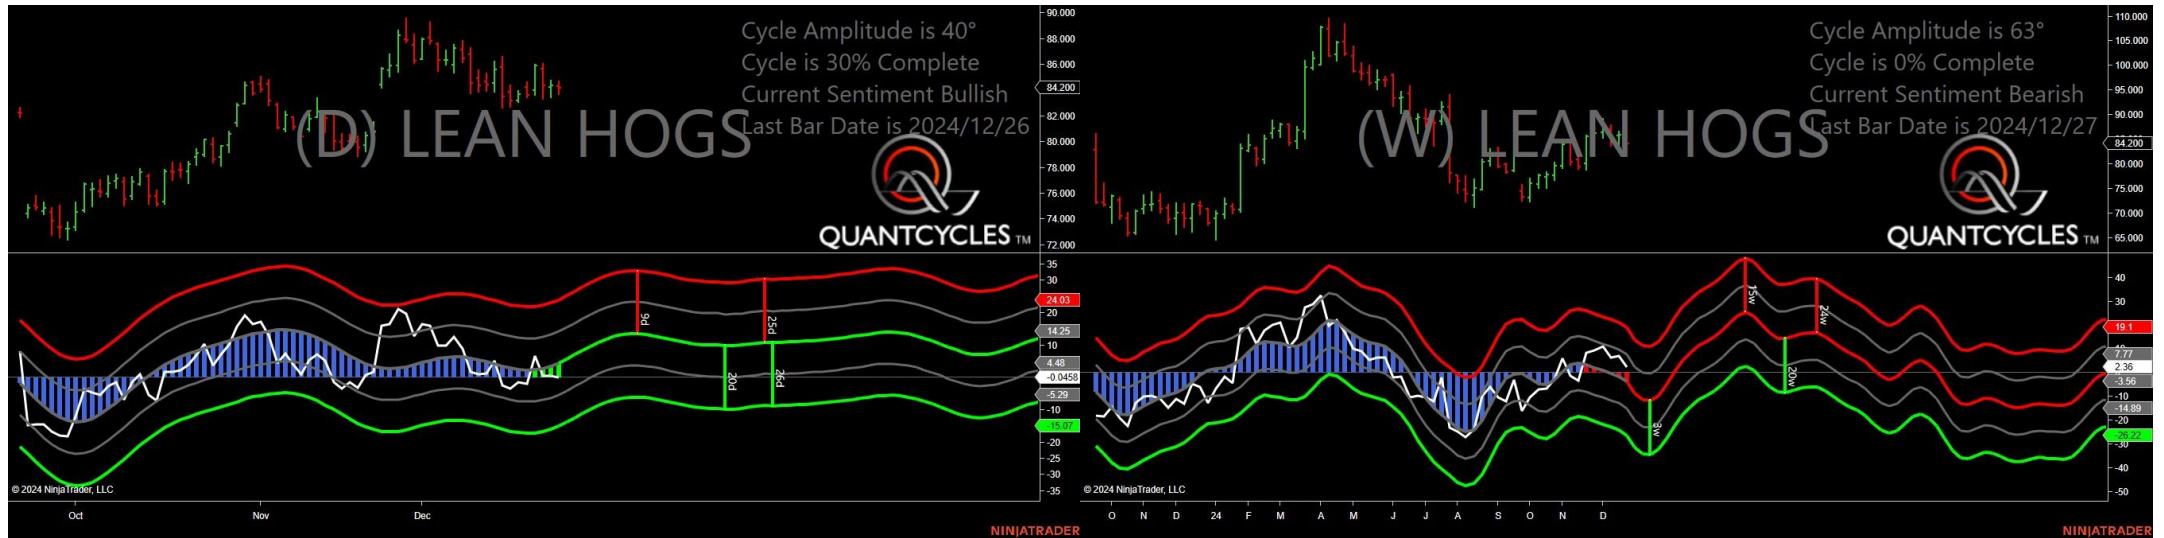 Cycle Amplitude is 40°
Cycle is 30% Complete
Current Sentiment Bullish
Last Bar Date is 2024/12/26
(D) LEAN HOGS
QUANTCYCLES TM
90.000
88.000
86.000
84.200
82.000
80.000
78.000
76.000
74.000
72.000
35
30
24.03
20
14.25
10
4.48
-0.0458
-5.29
-10
-15.07
-20
-25
-30
-35
9d
25d
20d
26d
© 2024 NinjaTrader, LLC
Oct
Nov
Dec
NINJATRADER
Cycle Amplitude is 63°
Cycle is 0% Complete
Current Sentiment Bearish
Last Bar Date is 2024/12/27
(W) LEAN HOGS
QUANTCYCLES TM
110.000
105.000
100.000
95.000
90.000
84.200
80.000
75.000
70.000
65.000
40
30
19.1
7.77
2.36
-3.56
-10
-14.89
-20
-26.22
-30
-40
-50
15w
24w
20w
3w
© 2024 NinjaTrader, LLC
O
N
D
24
F
M
A
M
J
J
A
S
O
N
D
NINJATRADER